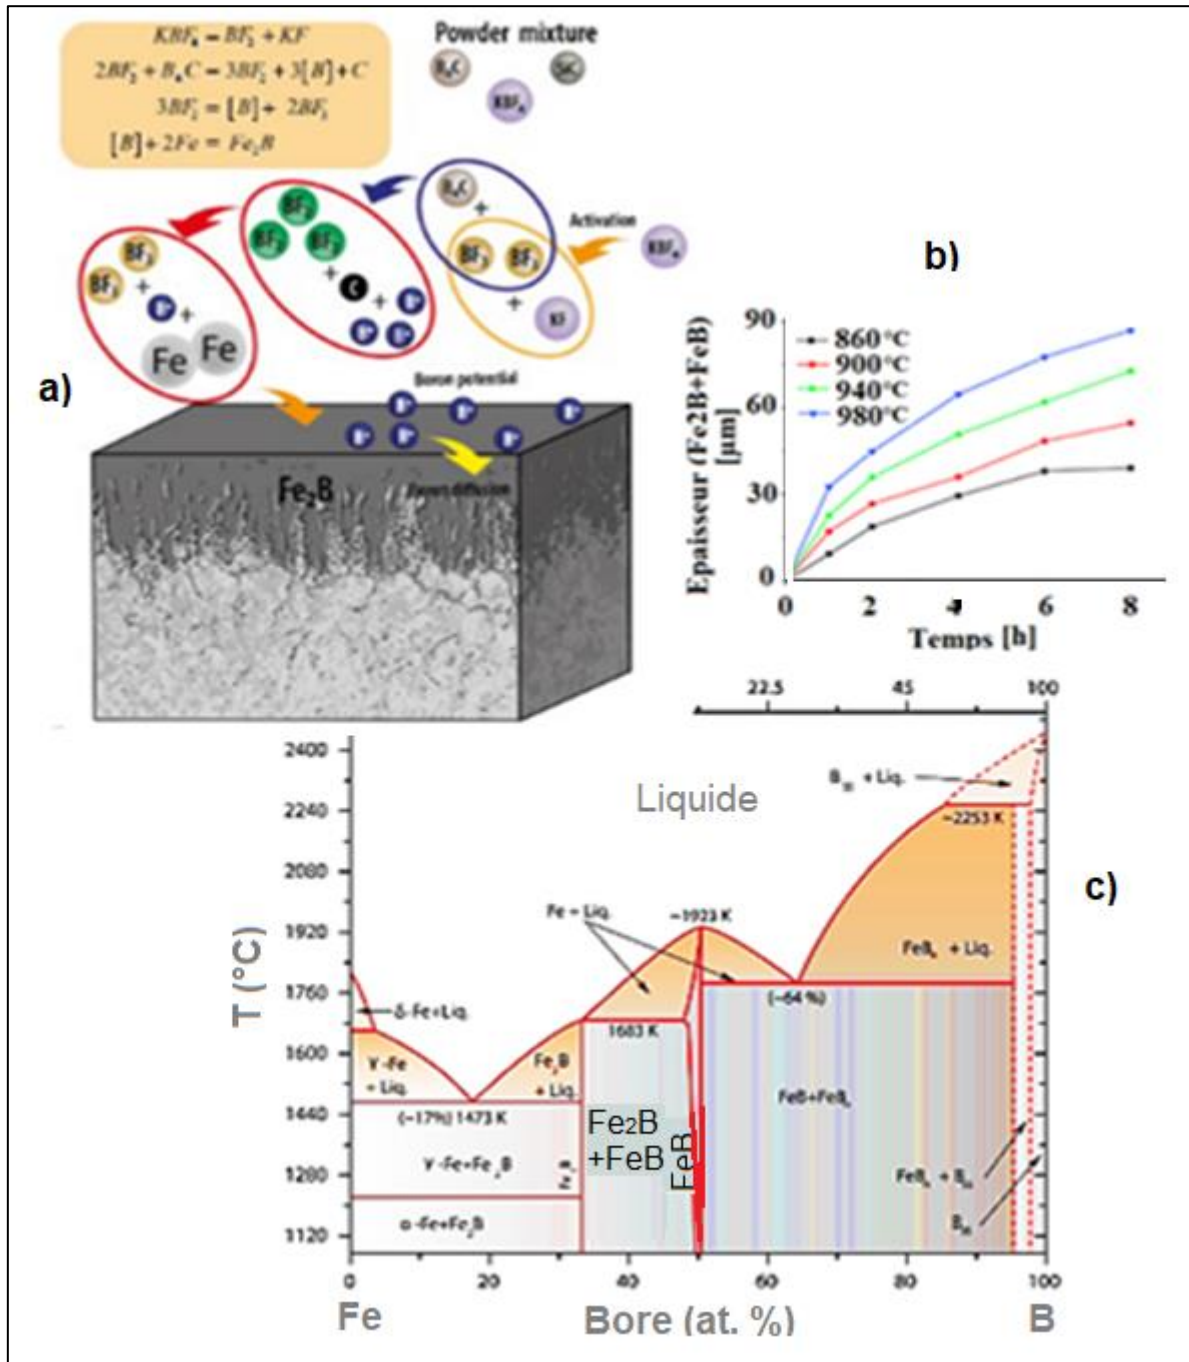 KBF₄ = BF₃ + KF
2BF₃ + B₄C = 3BF₂ + 3[B] + C
3BF₂ = [B] + 2BF₃
[B] + 2Fe = Fe₂B
Powder mixture
B₄C
SiC
KBF₄
B₄C
+
BF₃ BF₃
+
KF
Activation
KBF₄
BF₂
BF₂ BF₂
+
C + B⁺
B⁺ B⁺
BF₃
BF₃ +
B⁺ +
Fe Fe
a)
Boron potential
B⁺ B⁺ B⁺
B⁺ B⁺ B⁺
Fe₂B
diffusion
b)
Epaisseur (Fe2B+FeB)
[µm]
90
60
30
0
860°C
900°C
940°C
980°C
0 2 4 6 8
Temps [h]
c)
22.5 45 100
T (°C)
2400
2240
2080
1920
1760
1600
1440
1280
1120
Liquide
+ Liq.
~2253 K
Fe + Liq.
~1923 K
FeB + Liq.
δ-Fe+Liq.
1683 K
(~64 %)
γ-Fe
+ Liq.
Fe₂B
+ Liq.
(~17%) 1473 K
Fe₂B
+FeB
FeB
FeB+FeB
γ-Fe+Fe₂B
Fe₂B
α-Fe+Fe₂B
FeB + B
B
0 20 40 60 80 100
Fe Bore (at. %) B